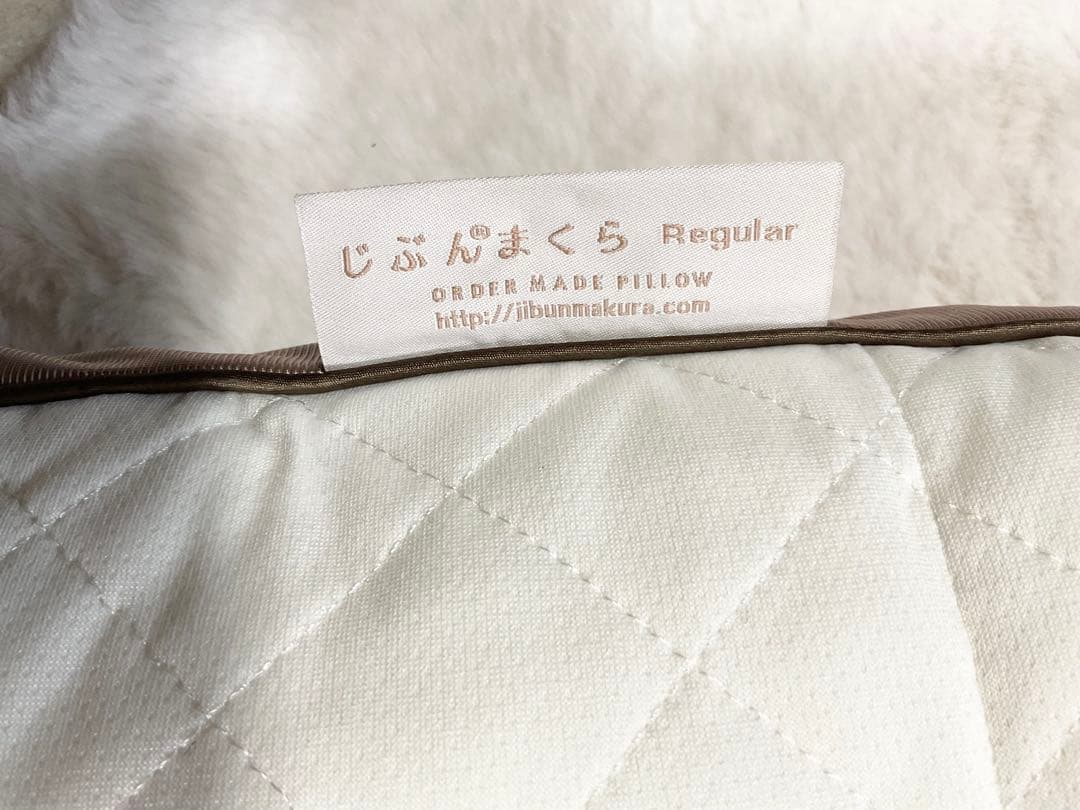 じぶん®まくら Regular
ORDER MADE PILLOW
http://jibunmakura.com